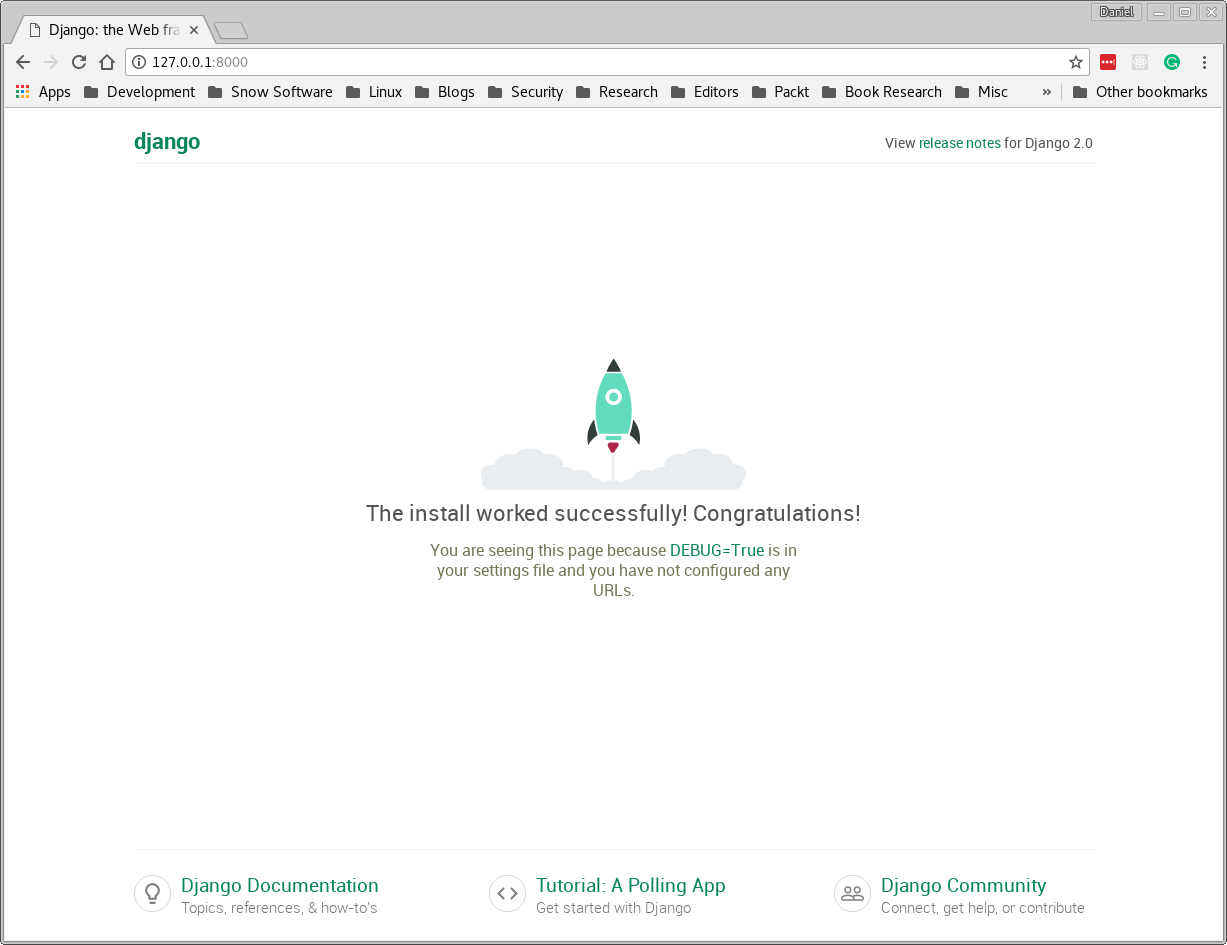 Daniel
Django: the Web fra
127.0.0.1:8000
Apps Development Snow Software Linux Blogs Security Research Editors Packt Book Research Misc » Other bookmarks
django
View release notes for Django 2.0
The install worked successfully! Congratulations!
You are seeing this page because DEBUG=True is in
your settings file and you have not configured any
URLs.
Django Documentation
Topics, references, & how-to's
Tutorial: A Polling App
Get started with Django
Django Community
Connect, get help, or contribute